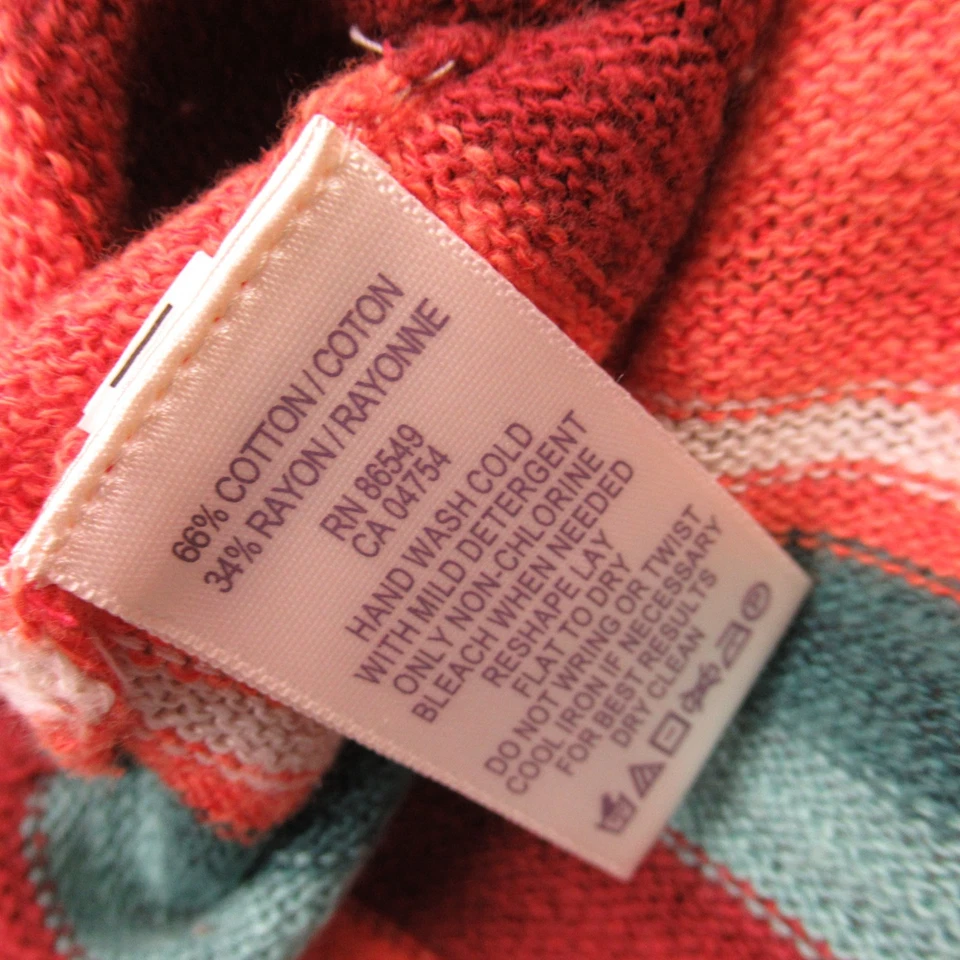 66% COTTON/COTON
34% RAYON/RAYONNE
RN 86549
CA 04754
HAND WASH COLD
WITH MILD DETERGENT
ONLY NON-CHLORINE
BLEACH WHEN NEEDED
RESHAPE LAY
FLAT TO DRY
DO NOT WRING OR TWIST
COOL IRON IF NECESSARY
FOR BEST RESULTS
DRY CLEAN